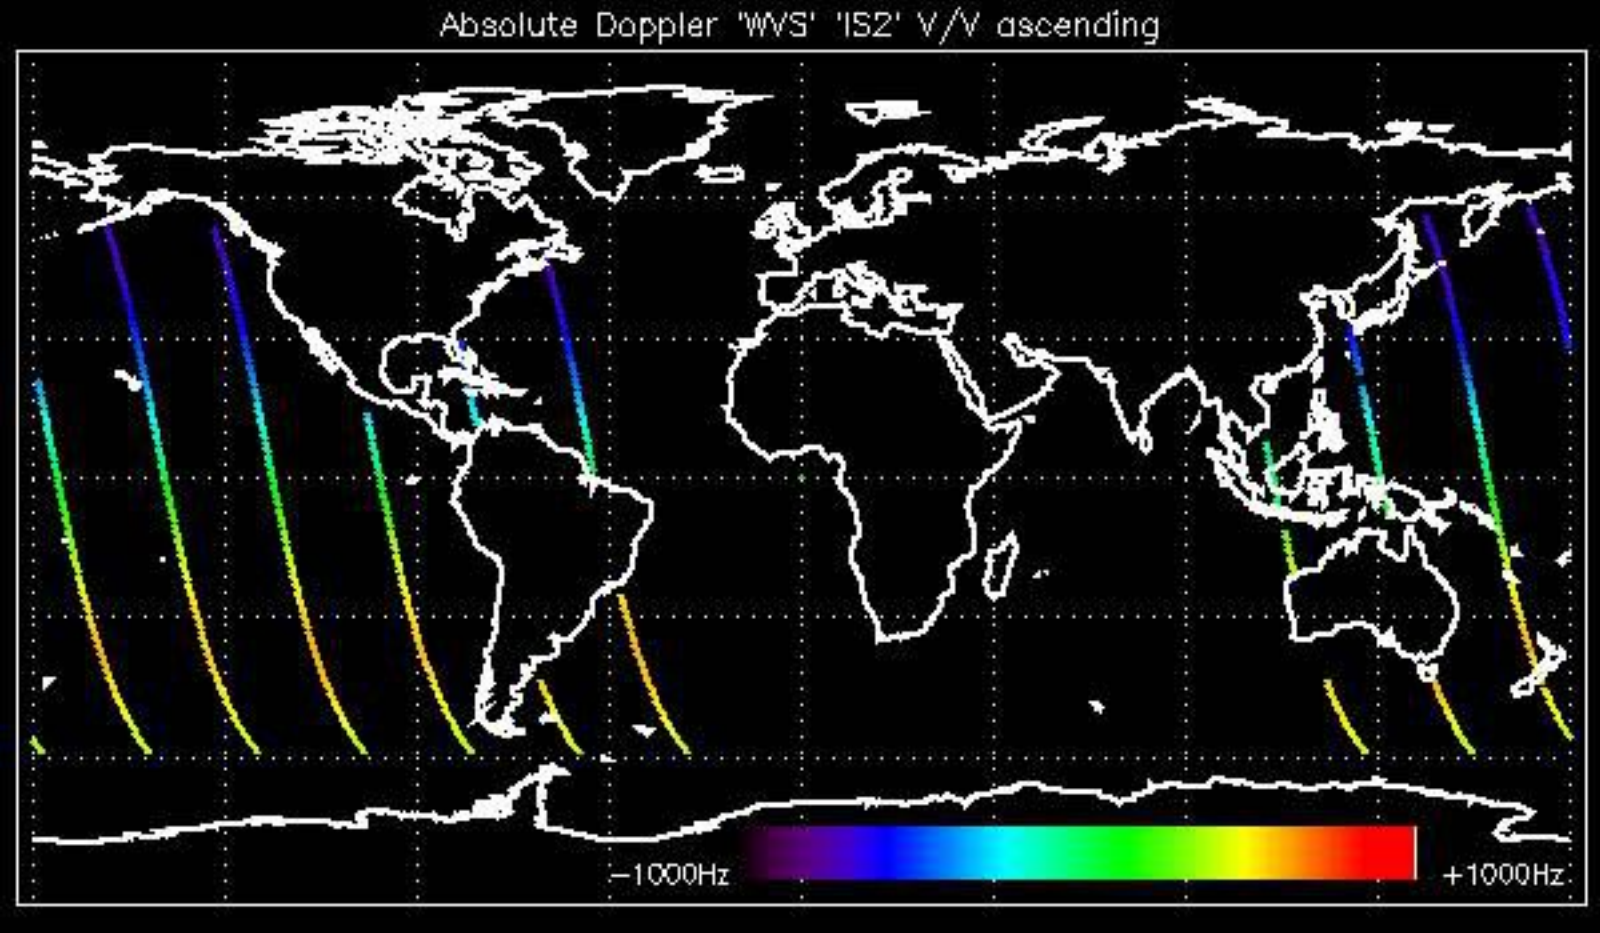 Absolute Doppler 'WVS' 'IS2' V/V ascending
−1000Hz
+1000Hz